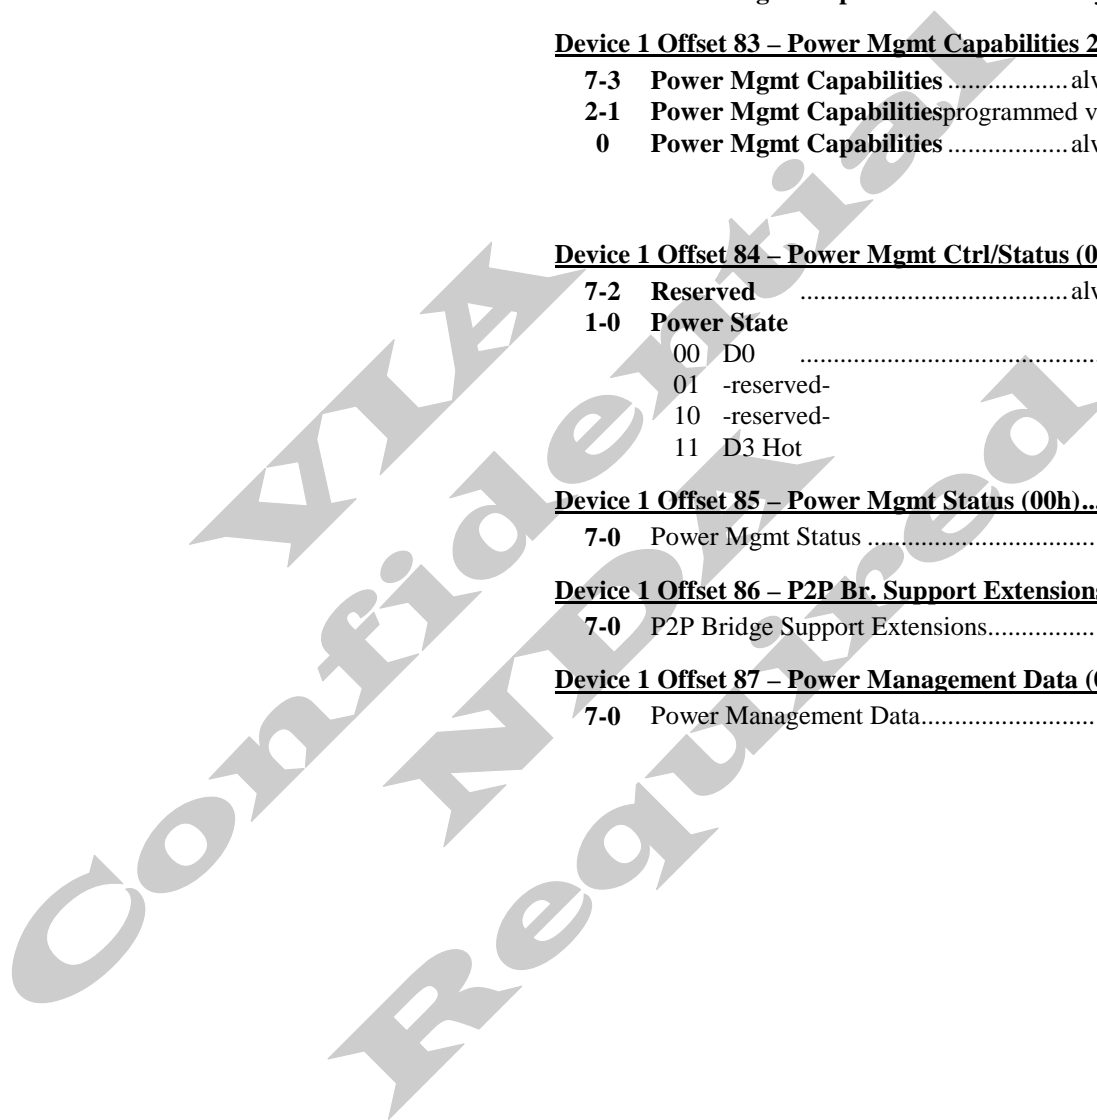 Device 1 Offset 83 – Power Mgmt Capabilities 2
7-3 Power Mgmt Capabilities ..................
2-1 Power Mgmt Capabilitiesprogrammed
0 Power Mgmt Capabilities ..................
Device 1 Offset 84 – Power Mgmt Ctrl/Status (0
7-2 Reserved ........................................
1-0 Power State
00 D0 .............................................
01 -reserved-
10 -reserved-
11 D3 Hot
Device 1 Offset 85 – Power Mgmt Status (00h)...
7-0 Power Mgmt Status ..................................
Device 1 Offset 86 – P2P Br. Support Extensions
7-0 P2P Bridge Support Extensions................
Device 1 Offset 87 – Power Management Data (0
7-0 Power Management Data..........................
VIA
Confidential
NDA
Required